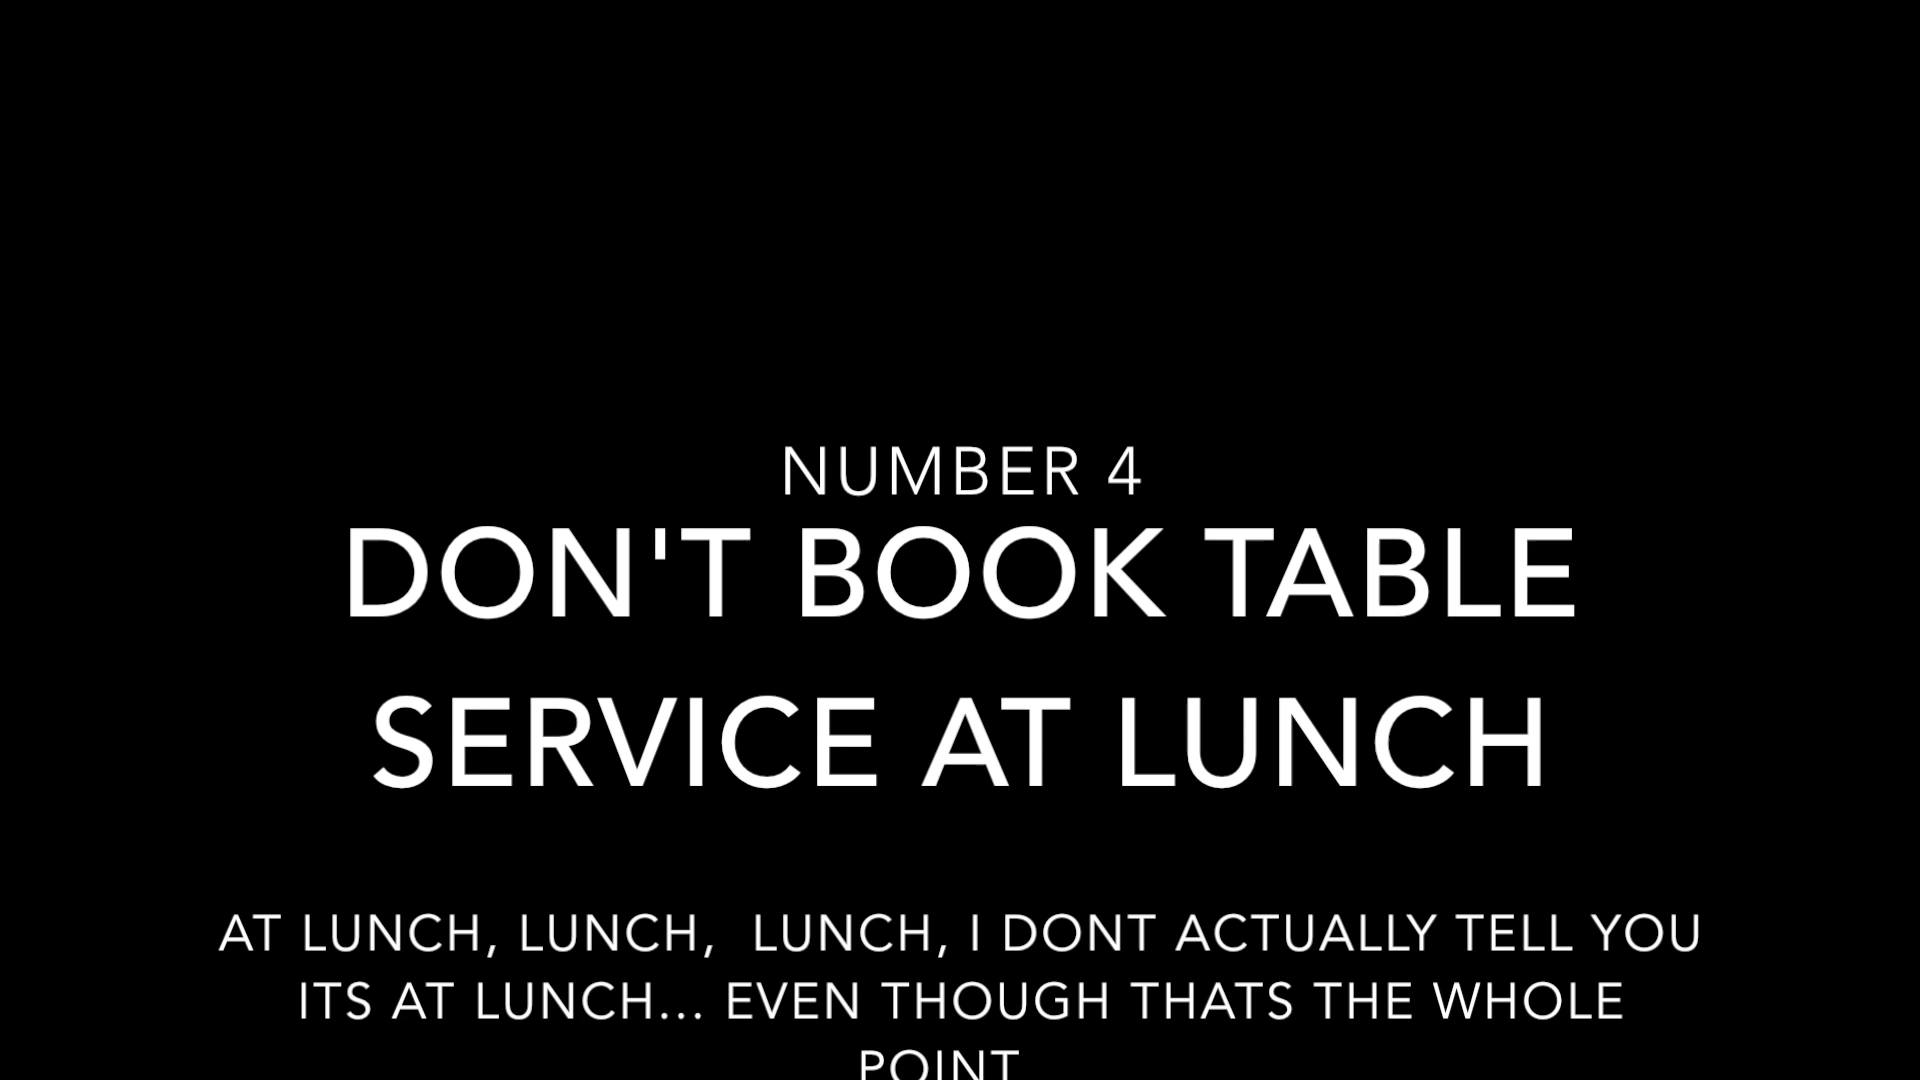 NUMBER 4
DON'T BOOK TABLE
SERVICE AT LUNCH
AT LUNCH, LUNCH,  LUNCH, I DONT ACTUALLY TELL YOU
ITS AT LUNCH... EVEN THOUGH THATS THE WHOLE
POINT